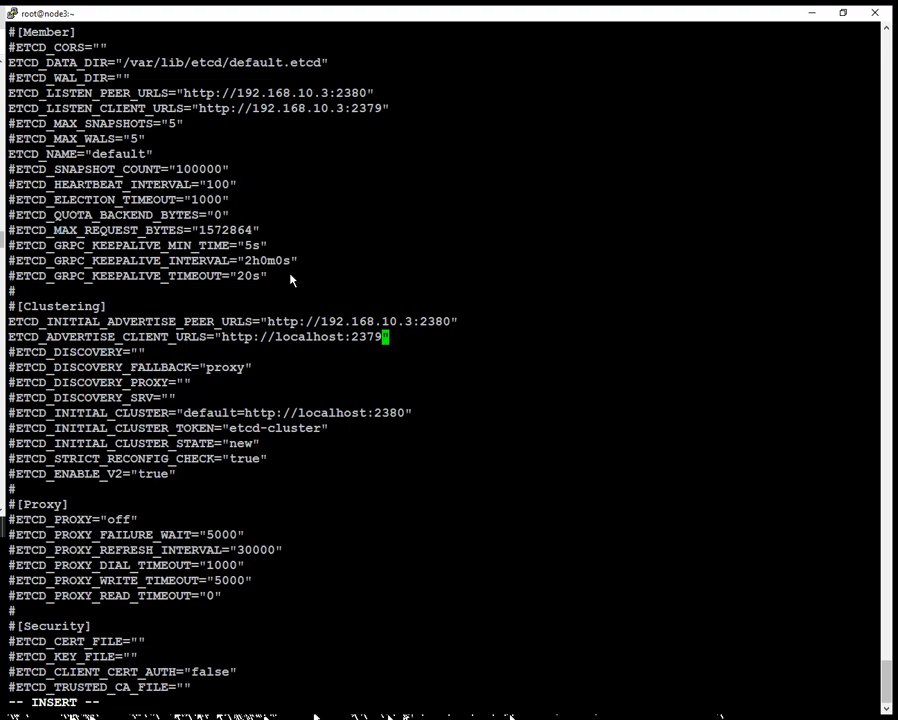 root@node3:~
#[Member]
#ETCD_CORS=""
ETCD_DATA_DIR="/var/lib/etcd/default.etcd"
#ETCD_WAL_DIR=""
ETCD_LISTEN_PEER_URLS="http://192.168.10.3:2380"
ETCD_LISTEN_CLIENT_URLS="http://192.168.10.3:2379"
#ETCD_MAX_SNAPSHOTS="5"
#ETCD_MAX_WALS="5"
ETCD_NAME="default"
#ETCD_SNAPSHOT_COUNT="100000"
#ETCD_HEARTBEAT_INTERVAL="100"
#ETCD_ELECTION_TIMEOUT="1000"
#ETCD_QUOTA_BACKEND_BYTES="0"
#ETCD_MAX_REQUEST_BYTES="1572864"
#ETCD_GRPC_KEEPALIVE_MIN_TIME="5s"
#ETCD_GRPC_KEEPALIVE_INTERVAL="2h0m0s"
#ETCD_GRPC_KEEPALIVE_TIMEOUT="20s"
#
#[Clustering]
ETCD_INITIAL_ADVERTISE_PEER_URLS="http://192.168.10.3:2380"
ETCD_ADVERTISE_CLIENT_URLS="http://localhost:2379"
#ETCD_DISCOVERY=""
#ETCD_DISCOVERY_FALLBACK="proxy"
#ETCD_DISCOVERY_PROXY=""
#ETCD_DISCOVERY_SRV=""
#ETCD_INITIAL_CLUSTER="default=http://localhost:2380"
#ETCD_INITIAL_CLUSTER_TOKEN="etcd-cluster"
#ETCD_INITIAL_CLUSTER_STATE="new"
#ETCD_STRICT_RECONFIG_CHECK="true"
#ETCD_ENABLE_V2="true"
#
#[Proxy]
#ETCD_PROXY="off"
#ETCD_PROXY_FAILURE_WAIT="5000"
#ETCD_PROXY_REFRESH_INTERVAL="30000"
#ETCD_PROXY_DIAL_TIMEOUT="1000"
#ETCD_PROXY_WRITE_TIMEOUT="5000"
#ETCD_PROXY_READ_TIMEOUT="0"
#
#[Security]
#ETCD_CERT_FILE=""
#ETCD_KEY_FILE=""
#ETCD_CLIENT_CERT_AUTH="false"
#ETCD_TRUSTED_CA_FILE=""
-- INSERT --